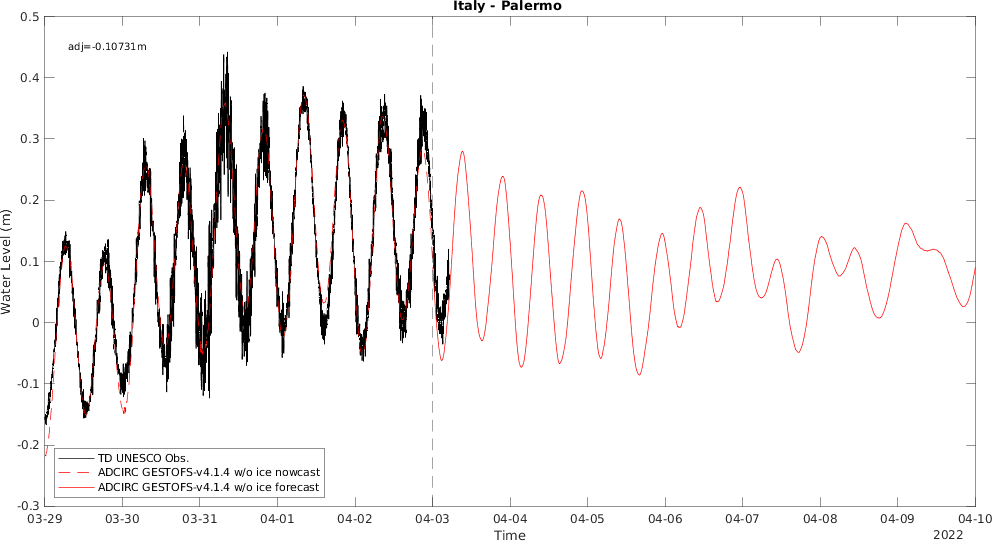 Italy - Palermo
adj=-0.10731m
0.5
0.4
0.3
0.2
0.1
0
-0.1
-0.2
-0.3
Water Level (m)
TD UNESCO Obs.
ADCIRC GESTOFS-v4.1.4 w/o ice nowcast
ADCIRC GESTOFS-v4.1.4 w/o ice forecast
03-29 03-30 03-31 04-01 04-02 04-03 04-04 04-05 04-06 04-07 04-08 04-09 04-10
Time
2022